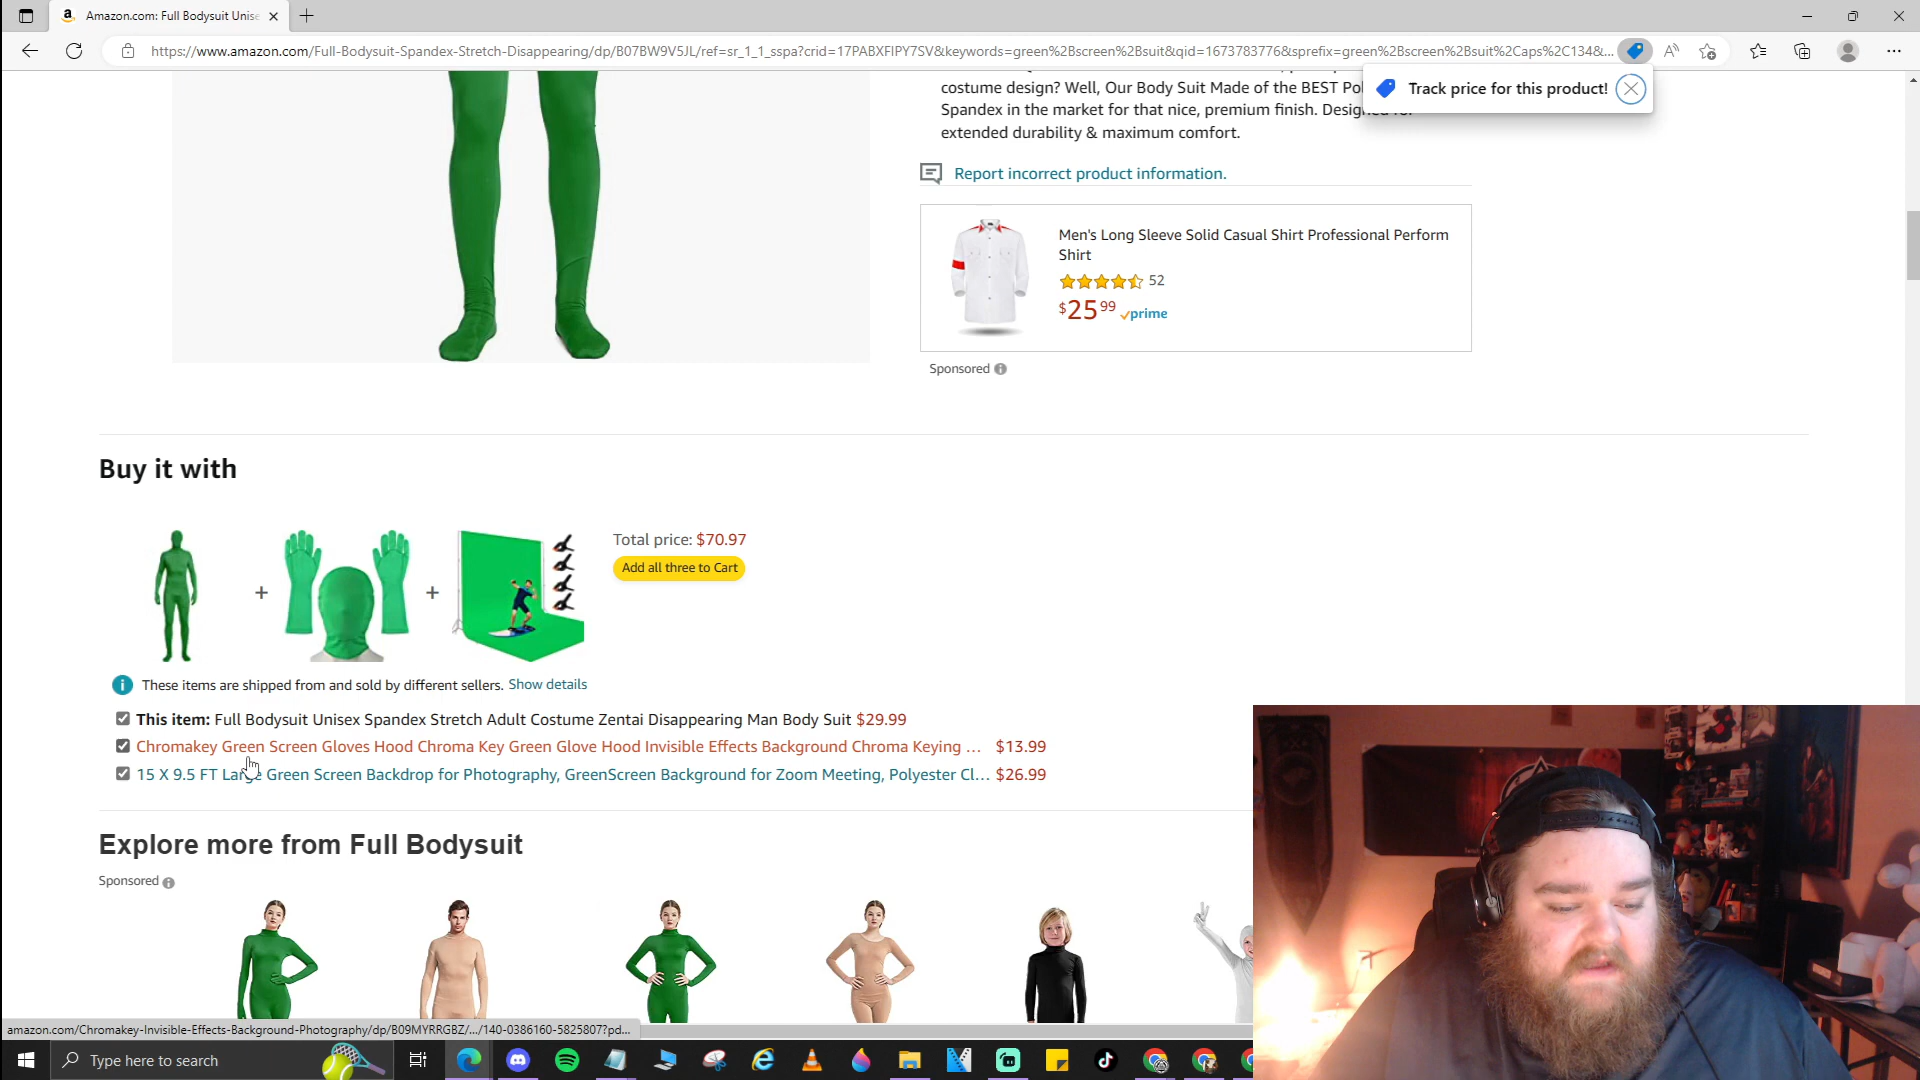 Amazon.com: Full Bodysuit Unise
https://www.amazon.com/Full-Bodysuit-Spandex-Stretch-Disappearing/dp/B07BW9V5JL/ref=sr_1_1_sspa?crid=17PABXFIPY7SV&keywords=green%2Bscreen%2Bsuit&qid=1673783776&sprefix=green%2Bscreen%2Bsuit%2Caps%2C134&...
Track price for this product!
costume design? Well, Our Body Suit Made of the BEST Pol
Spandex in the market for that nice, premium finish. Designed for
extended durability & maximum comfort.
Report incorrect product information.
Men's Long Sleeve Solid Casual Shirt Professional Perform
Shirt
52
$25 99 prime
Sponsored
Buy it with
Total price: $70.97
Add all three to Cart
+ +
These items are shipped from and sold by different sellers. Show details
This item: Full Bodysuit Unisex Spandex Stretch Adult Costume Zentai Disappearing Man Body Suit $29.99
Chromakey Green Screen Gloves Hood Chroma Key Green Glove Hood Invisible Effects Background Chroma Keying ... $13.99
15 X 9.5 FT Large Green Screen Backdrop for Photography, GreenScreen Background for Zoom Meeting, Polyester Cl... $26.99
Explore more from Full Bodysuit
Sponsored
amazon.com/Chromakey-Invisible-Effects-Background-Photography/dp/B09MYRRGBZ/.../140-0386160-5825807?pd...
Type here to search